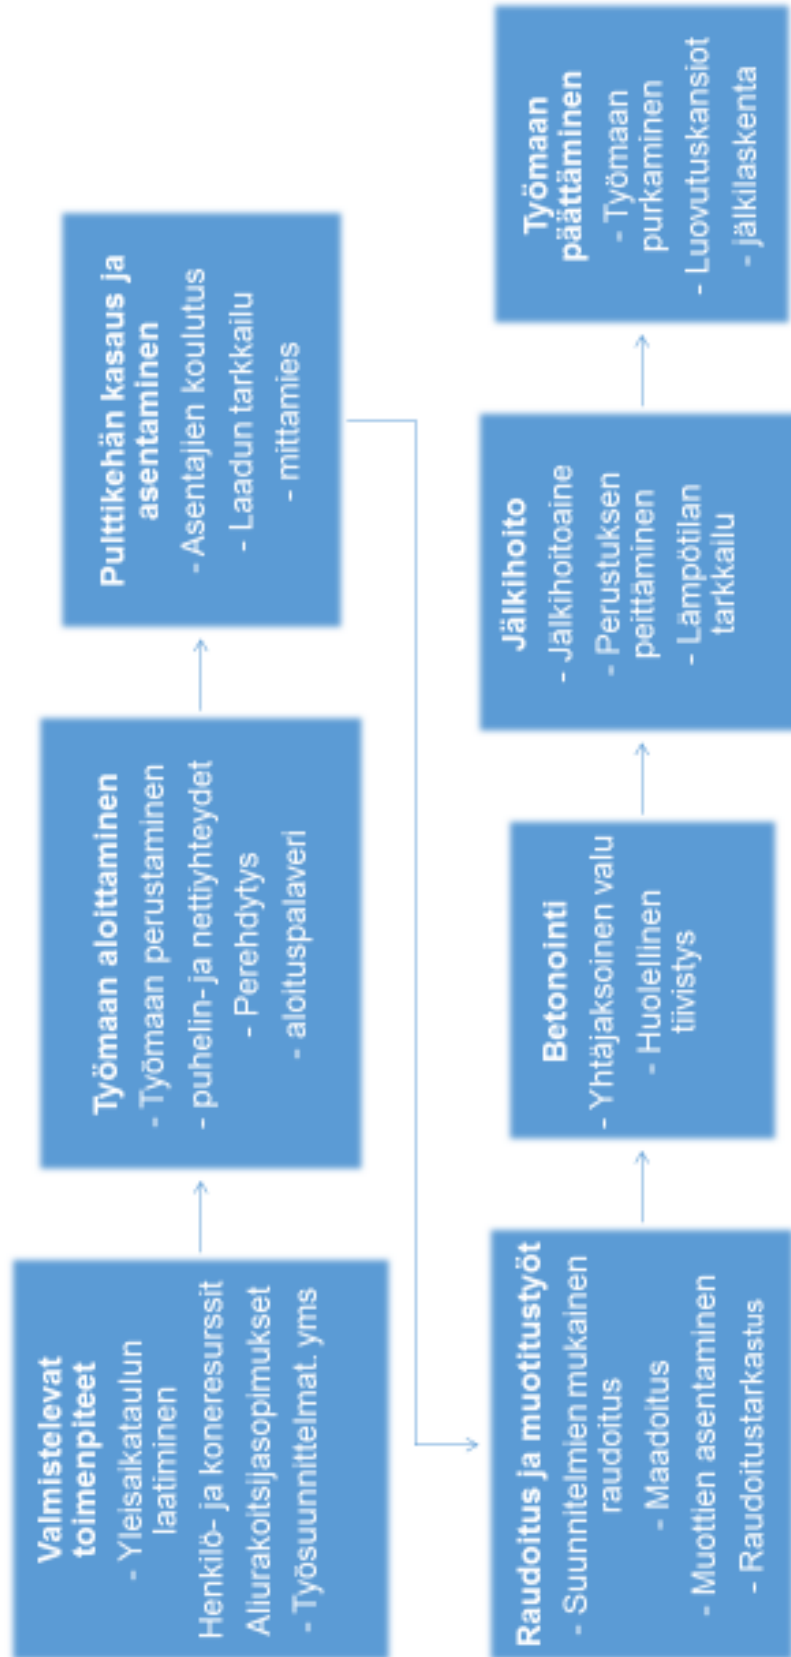 Valmistelevat
toimenpiteet
- Yleisaikataulun
laatiminen
Henkilö- ja koneresurssit
Aliurakoitsijasopimukset
- Työsuunnittelmat. yms
Työmaan aloittaminen
- Työmaan perustaminen
- puhelin- ja nettiyhteydet
- Perehdytys
- aloituspalaveri
Pulttikehän kasaus ja
asentaminen
- Asentajien koulutus
- Laadun tarkkailu
- mittamies
Raudoitus ja muotitustyöt
- Suunnitelmien mukainen
raudoitus
- Maadoitus
- Muottien asentaminen
- Raudoitustarkastus
Betonointi
- Yhtäjaksoinen valu
- Huolellinen
tiivistys
Jälkihoito
- Jälkihoitoaine
- Perustuksen
peittäminen
- Lämpötilan
tarkkailu
Työmaan
päättäminen
- Työmaan
purkaminen
- Luovutuskansiot
- jälkilaskenta